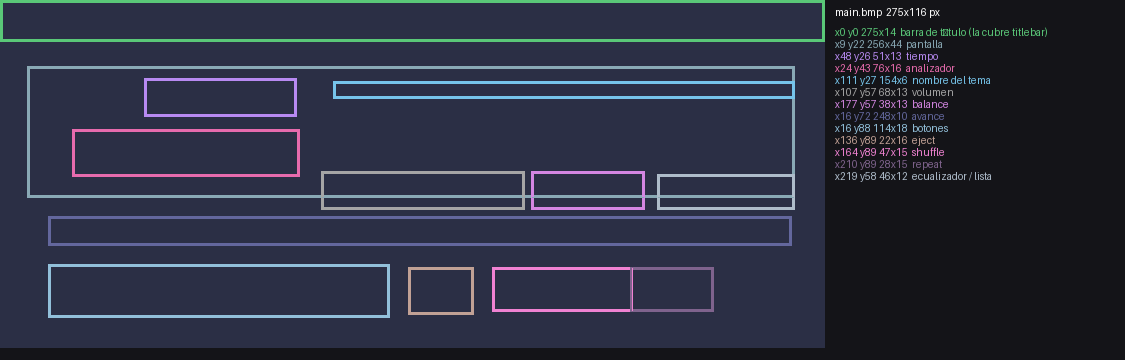 main.bmp 275x116 px
x0 y0 275x14 barra de t�tulo (la cubre titlebar)
x9 y22 256x44 pantalla
x48 y26 51x13 tiempo
x24 y43 76x16 analizador
x111 y27 154x6 nombre del tema
x107 y57 68x13 volumen
x177 y57 38x13 balance
x16 y72 248x10 avance
x16 y88 114x18 botones
x136 y89 22x16 eject
x164 y89 47x15 shuffle
x210 y89 28x15 repeat
x219 y58 46x12 ecualizador / lista